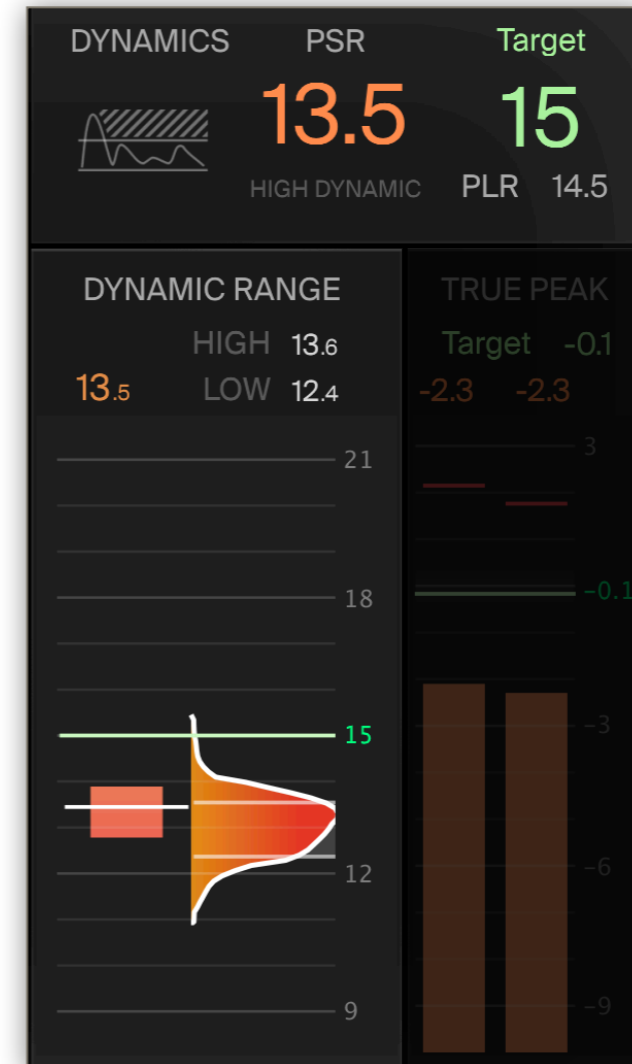 DYNAMICS PSR Target
13.5 15
HIGH DYNAMIC PLR 14.5
DYNAMIC RANGE
HIGH 13.6
13.5 LOW 12.4
21
18
15
12
9
TRUE PEAK
Target -0.1
-2.3 -2.3
3
-0.1
-3
-6
-9